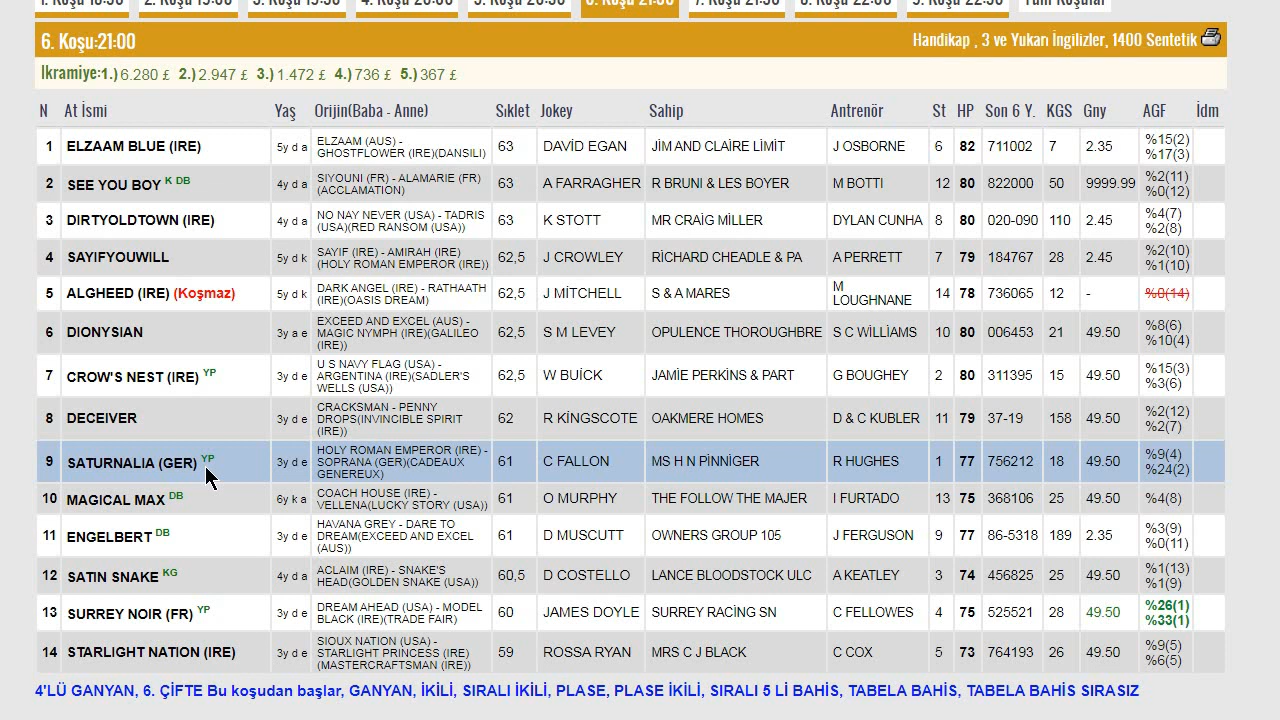 6. Koşu:21:00 Handikap , 3 ve Yukarı İngilizler, 1400 Sentetik
İkramiye:1.) 6.280 £ 2.) 2.947 £ 3.) 1.472 £ 4.) 736 £ 5.) 367 £
N At İsmi Yaş Orijin(Baba - Anne) Sıklet Jokey Sahip Antrenör St HP Son 6 Y. KGS Gny AGF İdm
1 ELZAAM BLUE (IRE) 5y d a ELZAAM (AUS) - GHOSTFLOWER (IRE)(DANSILI) 63 DAVİD EGAN JİM AND CLAİRE LİMİT J OSBORNE 6 82 711002 7 2.35 %15(2) %17(3)
2 SEE YOU BOY K DB 4y d a SIYOUNI (FR) - ALAMARIE (FR) (ACCLAMATION) 63 A FARRAGHER R BRUNI & LES BOYER M BOTTI 12 80 822000 50 9999.99 %2(11) %0(12)
3 DIRTYOLDTOWN (IRE) 4y d a NO NAY NEVER (USA) - TADRIS (USA)(RED RANSOM (USA)) 63 K STOTT MR CRAİG MİLLER DYLAN CUNHA 8 80 020-090 110 2.45 %4(7) %2(8)
4 SAYIFYOUWILL 5y d k SAYIF (IRE) - AMIRAH (IRE) (HOLY ROMAN EMPEROR (IRE)) 62,5 J CROWLEY RİCHARD CHEADLE & PA A PERRETT 7 79 184767 28 2.45 %2(10) %1(10)
5 ALGHEED (IRE) (Koşmaz) 5y d k DARK ANGEL (IRE) - RATHAATH (IRE)(OASIS DREAM) 62,5 J MİTCHELL S & A MARES M LOUGHNANE 14 78 736065 12 - %0(14)
6 DIONYSIAN 3y a e EXCEED AND EXCEL (AUS) - MAGIC NYMPH (IRE)(GALILEO (IRE)) 62,5 S M LEVEY OPULENCE THOROUGHBRE S C WİLLİAMS 10 80 006453 21 49.50 %8(6) %10(4)
7 CROW'S NEST (IRE) YP 3y d e U S NAVY FLAG (USA) - ARGENTINA (IRE)(SADLER'S WELLS (USA)) 62,5 W BUİCK JAMİE PERKİNS & PART G BOUGHEY 2 80 311395 15 49.50 %15(3) %3(6)
8 DECEIVER 3y d e CRACKSMAN - PENNY DROPS(INVINCIBLE SPIRIT (IRE)) 62 R KİNGSCOTE OAKMERE HOMES D & C KUBLER 11 79 37-19 158 49.50 %2(12) %2(7)
9 SATURNALIA (GER) YP 3y d e HOLY ROMAN EMPEROR (IRE) - SOPRANA (GER)(CADEAUX GENEREUX) 61 C FALLON MS H N PİNNİGER R HUGHES 1 77 756212 18 49.50 %9(4) %24(2)
10 MAGICAL MAX DB 6y k a COACH HOUSE (IRE) - VELLENA(LUCKY STORY (USA)) 61 O MURPHY THE FOLLOW THE MAJER I FURTADO 13 75 368106 25 49.50 %4(8)
11 ENGELBERT DB 3y d e HAVANA GREY - DARE TO DREAM(EXCEED AND EXCEL (AUS)) 61 D MUSCUTT OWNERS GROUP 105 J FERGUSON 9 77 86-5318 189 2.35 %3(9) %0(11)
12 SATIN SNAKE KG 4y d a ACLAIM (IRE) - SNAKE'S HEAD(GOLDEN SNAKE (USA)) 60,5 D COSTELLO LANCE BLOODSTOCK ULC A KEATLEY 3 74 456825 25 49.50 %1(13) %1(9)
13 SURREY NOIR (FR) YP 3y d e DREAM AHEAD (USA) - MODEL BLACK (IRE)(TRADE FAIR) 60 JAMES DOYLE SURREY RACİNG SN C FELLOWES 4 75 525521 28 49.50 %26(1) %33(1)
14 STARLIGHT NATION (IRE) 3y d e SIOUX NATION (USA) - STARLIGHT PRINCESS (IRE) (MASTERCRAFTSMAN (IRE)) 59 ROSSA RYAN MRS C J BLACK C COX 5 73 764193 26 49.50 %9(5) %6(5)
4'LÜ GANYAN, 6. ÇİFTE Bu koşudan başlar, GANYAN, İKİLİ, SIRALI İKİLİ, PLASE, PLASE İKİLİ, SIRALI 5 Lİ BAHİS, TABELA BAHİS, TABELA BAHİS SIRASIZ